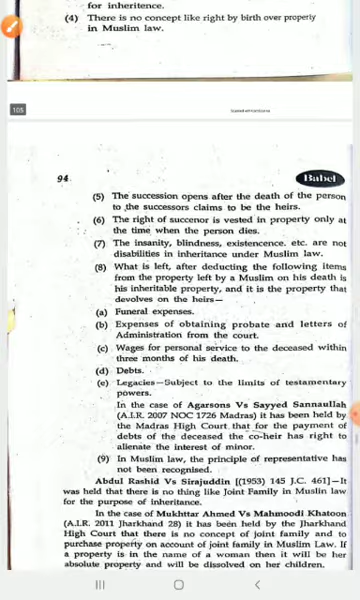 for inheritence.
(4) There is no concept like right by birth over property
in Muslim law.
105
94
Babel
(5) The succession opens after the death of the person
to the successors claims to be the heirs.
(6) The right of succenor is vested in property only at
the time when the person dies.
(7) The insanity, blindness, existencence. etc. are not
disabilities in inheritance under Muslim law.
(8) What is left, after deducting the following items
from the property left by a Muslim on his death is
his inheritable property, and it is the property that
devolves on the heirs—
(a) Funeral expenses.
(b) Expenses of obtaining probate and letters of
Administration from the court.
(c) Wages for personal service to the deceased within
three months of his death.
(d) Debts.
(e) Legacies—Subject to the limits of testamentary
powers.
In the case of Agarsons Vs Sayyed Sannaullah
(A.I.R. 2007 NOC 1726 Madras) it has been held by
the Madras High Court that for the payment of
debts of the deceased the co-heir has right to
alienate the interest of minor.
(9) In Muslim law, the principle of representative has
not been recognised.
Abdul Rashid Vs Sirajuddin [(1953) 145 J.C. 461]—It
was held that there is no thing like Joint Family in Muslin law
for the purpose of inheritance.
In the case of Mukhttar Ahmed Vs Mahmoodi Khatoon
(A.I.R. 2011 Jharkhand 28) it has been held by the Jharkhand
High Court that there is no concept of joint family and to
purchase property on account of joint family in Muslim Law. If
a property is in the name of a woman then it will be her
absolute property and will be dissolved on her children.